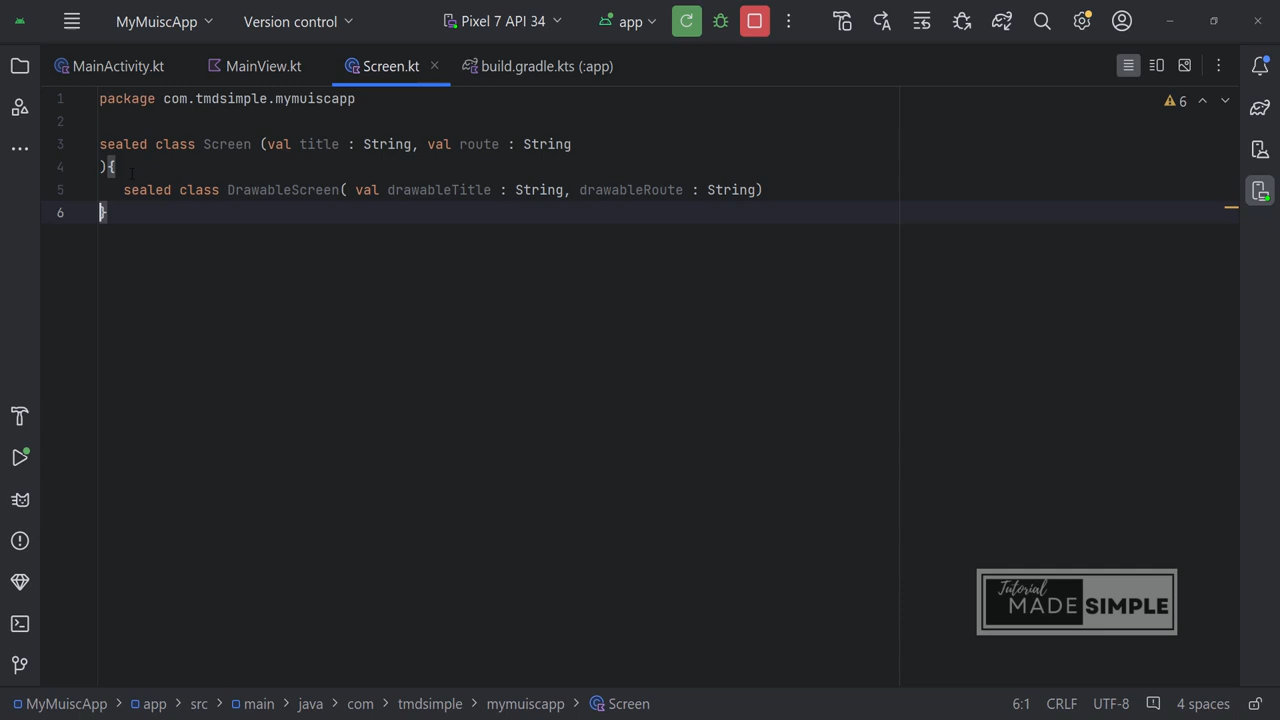 MyMuiscApp
Version control
Pixel 7 API 34
app
MainActivity.kt
MainView.kt
Screen.kt
build.gradle.kts (:app)
1 package com.tmdsimple.mymuiscapp
6
2
3 sealed class Screen (val title : String, val route : String
4 ){
5 sealed class DrawableScreen( val drawableTitle : String, drawableRoute : String)
6 }
Tutorial
MADE SIMPLE
MyMuiscApp > app > src > main > java > com > tmdsimple > mymuiscapp > Screen
6:1 CRLF UTF-8 4 spaces